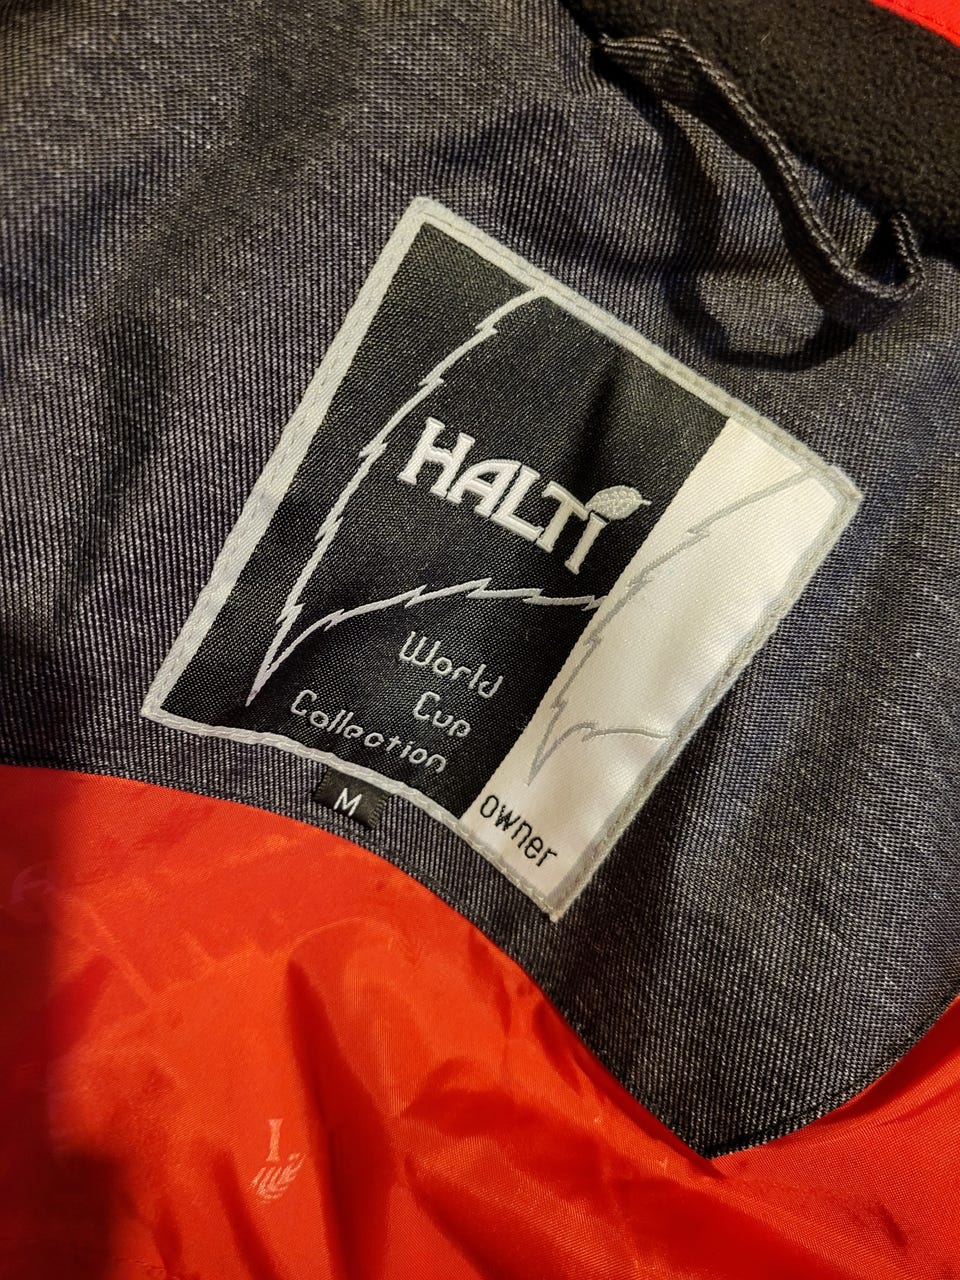 HALTi
World
Cup
Collection
M
owner